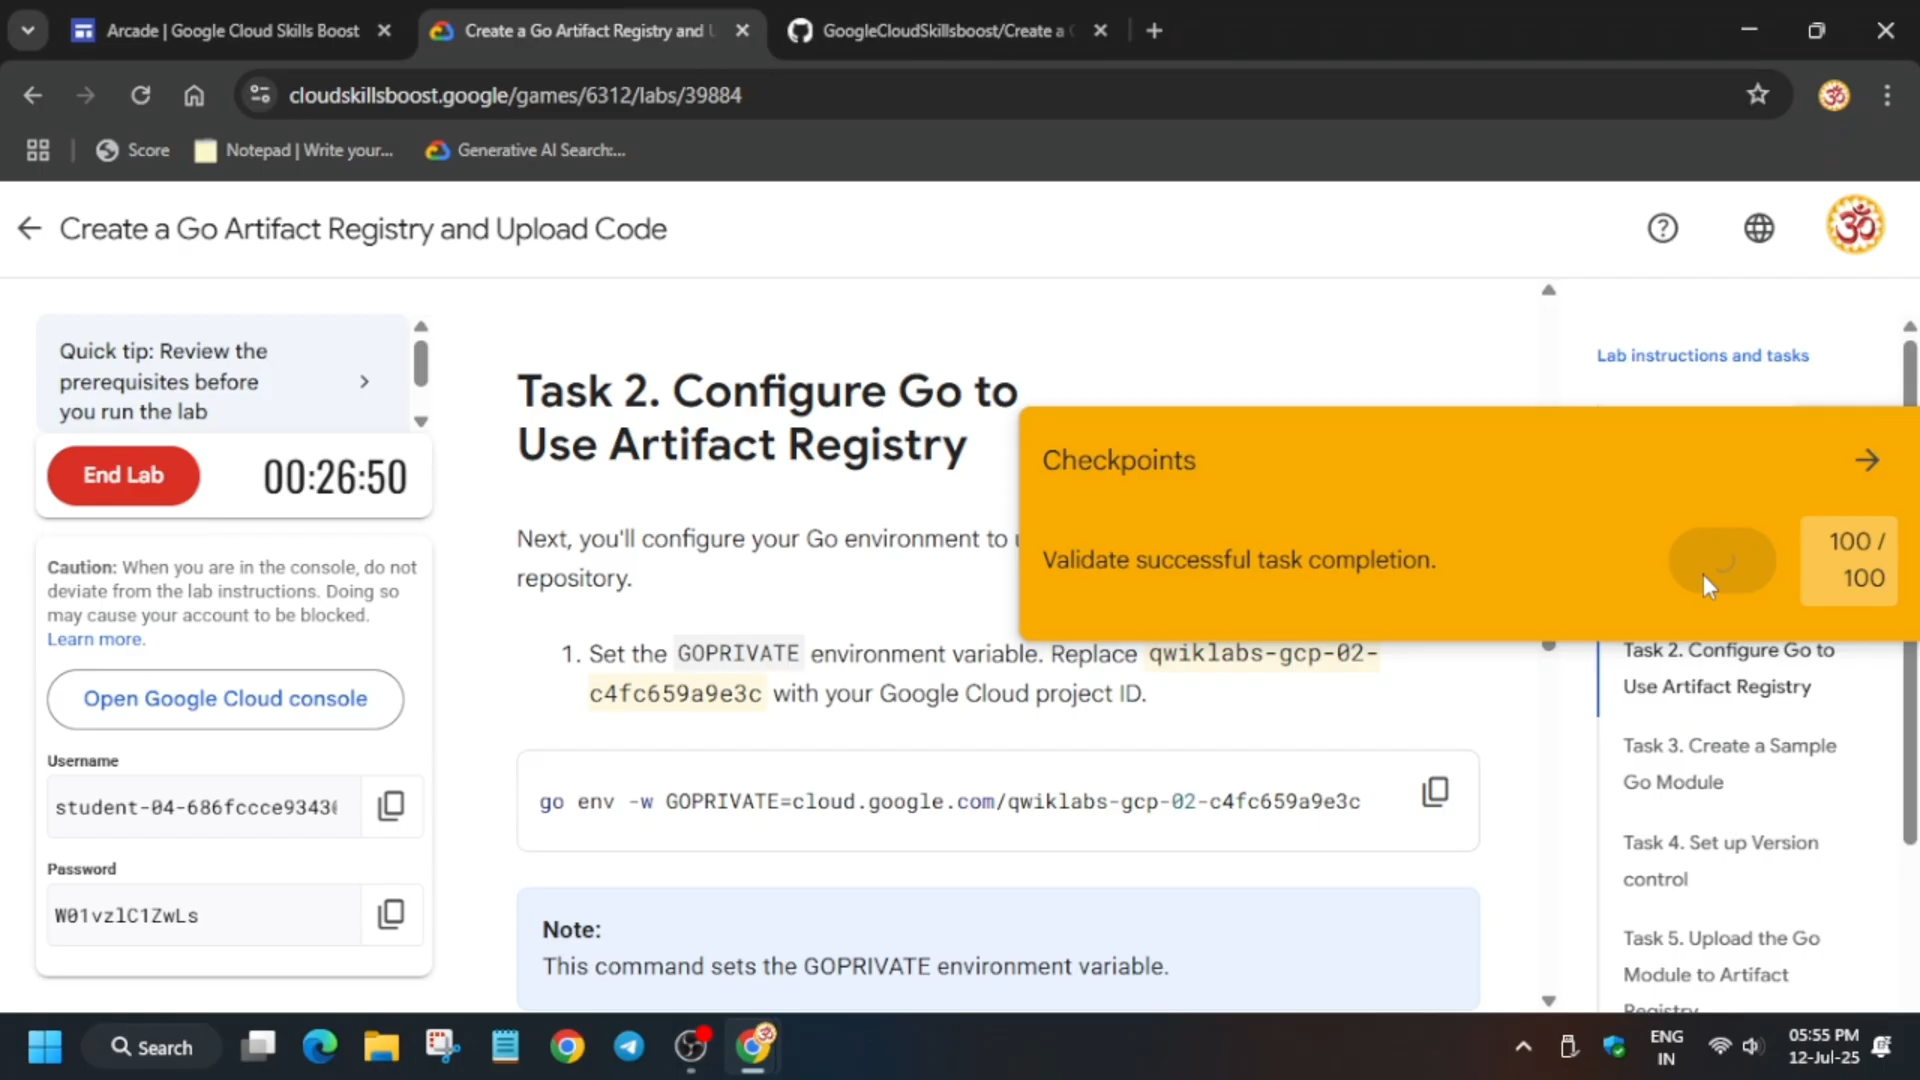 Arcade | Google Cloud Skills Boost
Create a Go Artifact Registry and
GoogleCloudSkillsboost/Create a
cloudskillsboost.google/games/6312/labs/39884
Score
Notepad | Write your...
Generative AI Search:...
Create a Go Artifact Registry and Upload Code
Quick tip: Review the
prerequisites before
you run the lab
End Lab
00:26:50
Caution: When you are in the console, do not
deviate from the lab instructions. Doing so
may cause your account to be blocked.
Learn more.
Open Google Cloud console
Username
student-04-686fccce9343
Password
W01vzlC1ZwLs
Task 2. Configure Go to
Use Artifact Registry
Next, you'll configure your Go environment to
repository.
1. Set the GOPRIVATE environment variable. Replace qwiklabs-gcp-02-
c4fc659a9e3c with your Google Cloud project ID.
go env -w GOPRIVATE=cloud.google.com/qwiklabs-gcp-02-c4fc659a9e3c
Note:
This command sets the GOPRIVATE environment variable.
Checkpoints
Validate successful task completion.
100 /
100
Lab instructions and tasks
Task 2. Configure Go to
Use Artifact Registry
Task 3. Create a Sample
Go Module
Task 4. Set up Version
control
Task 5. Upload the Go
Module to Artifact
Registry
Search
ENG
IN
05:55 PM
12-Jul-25